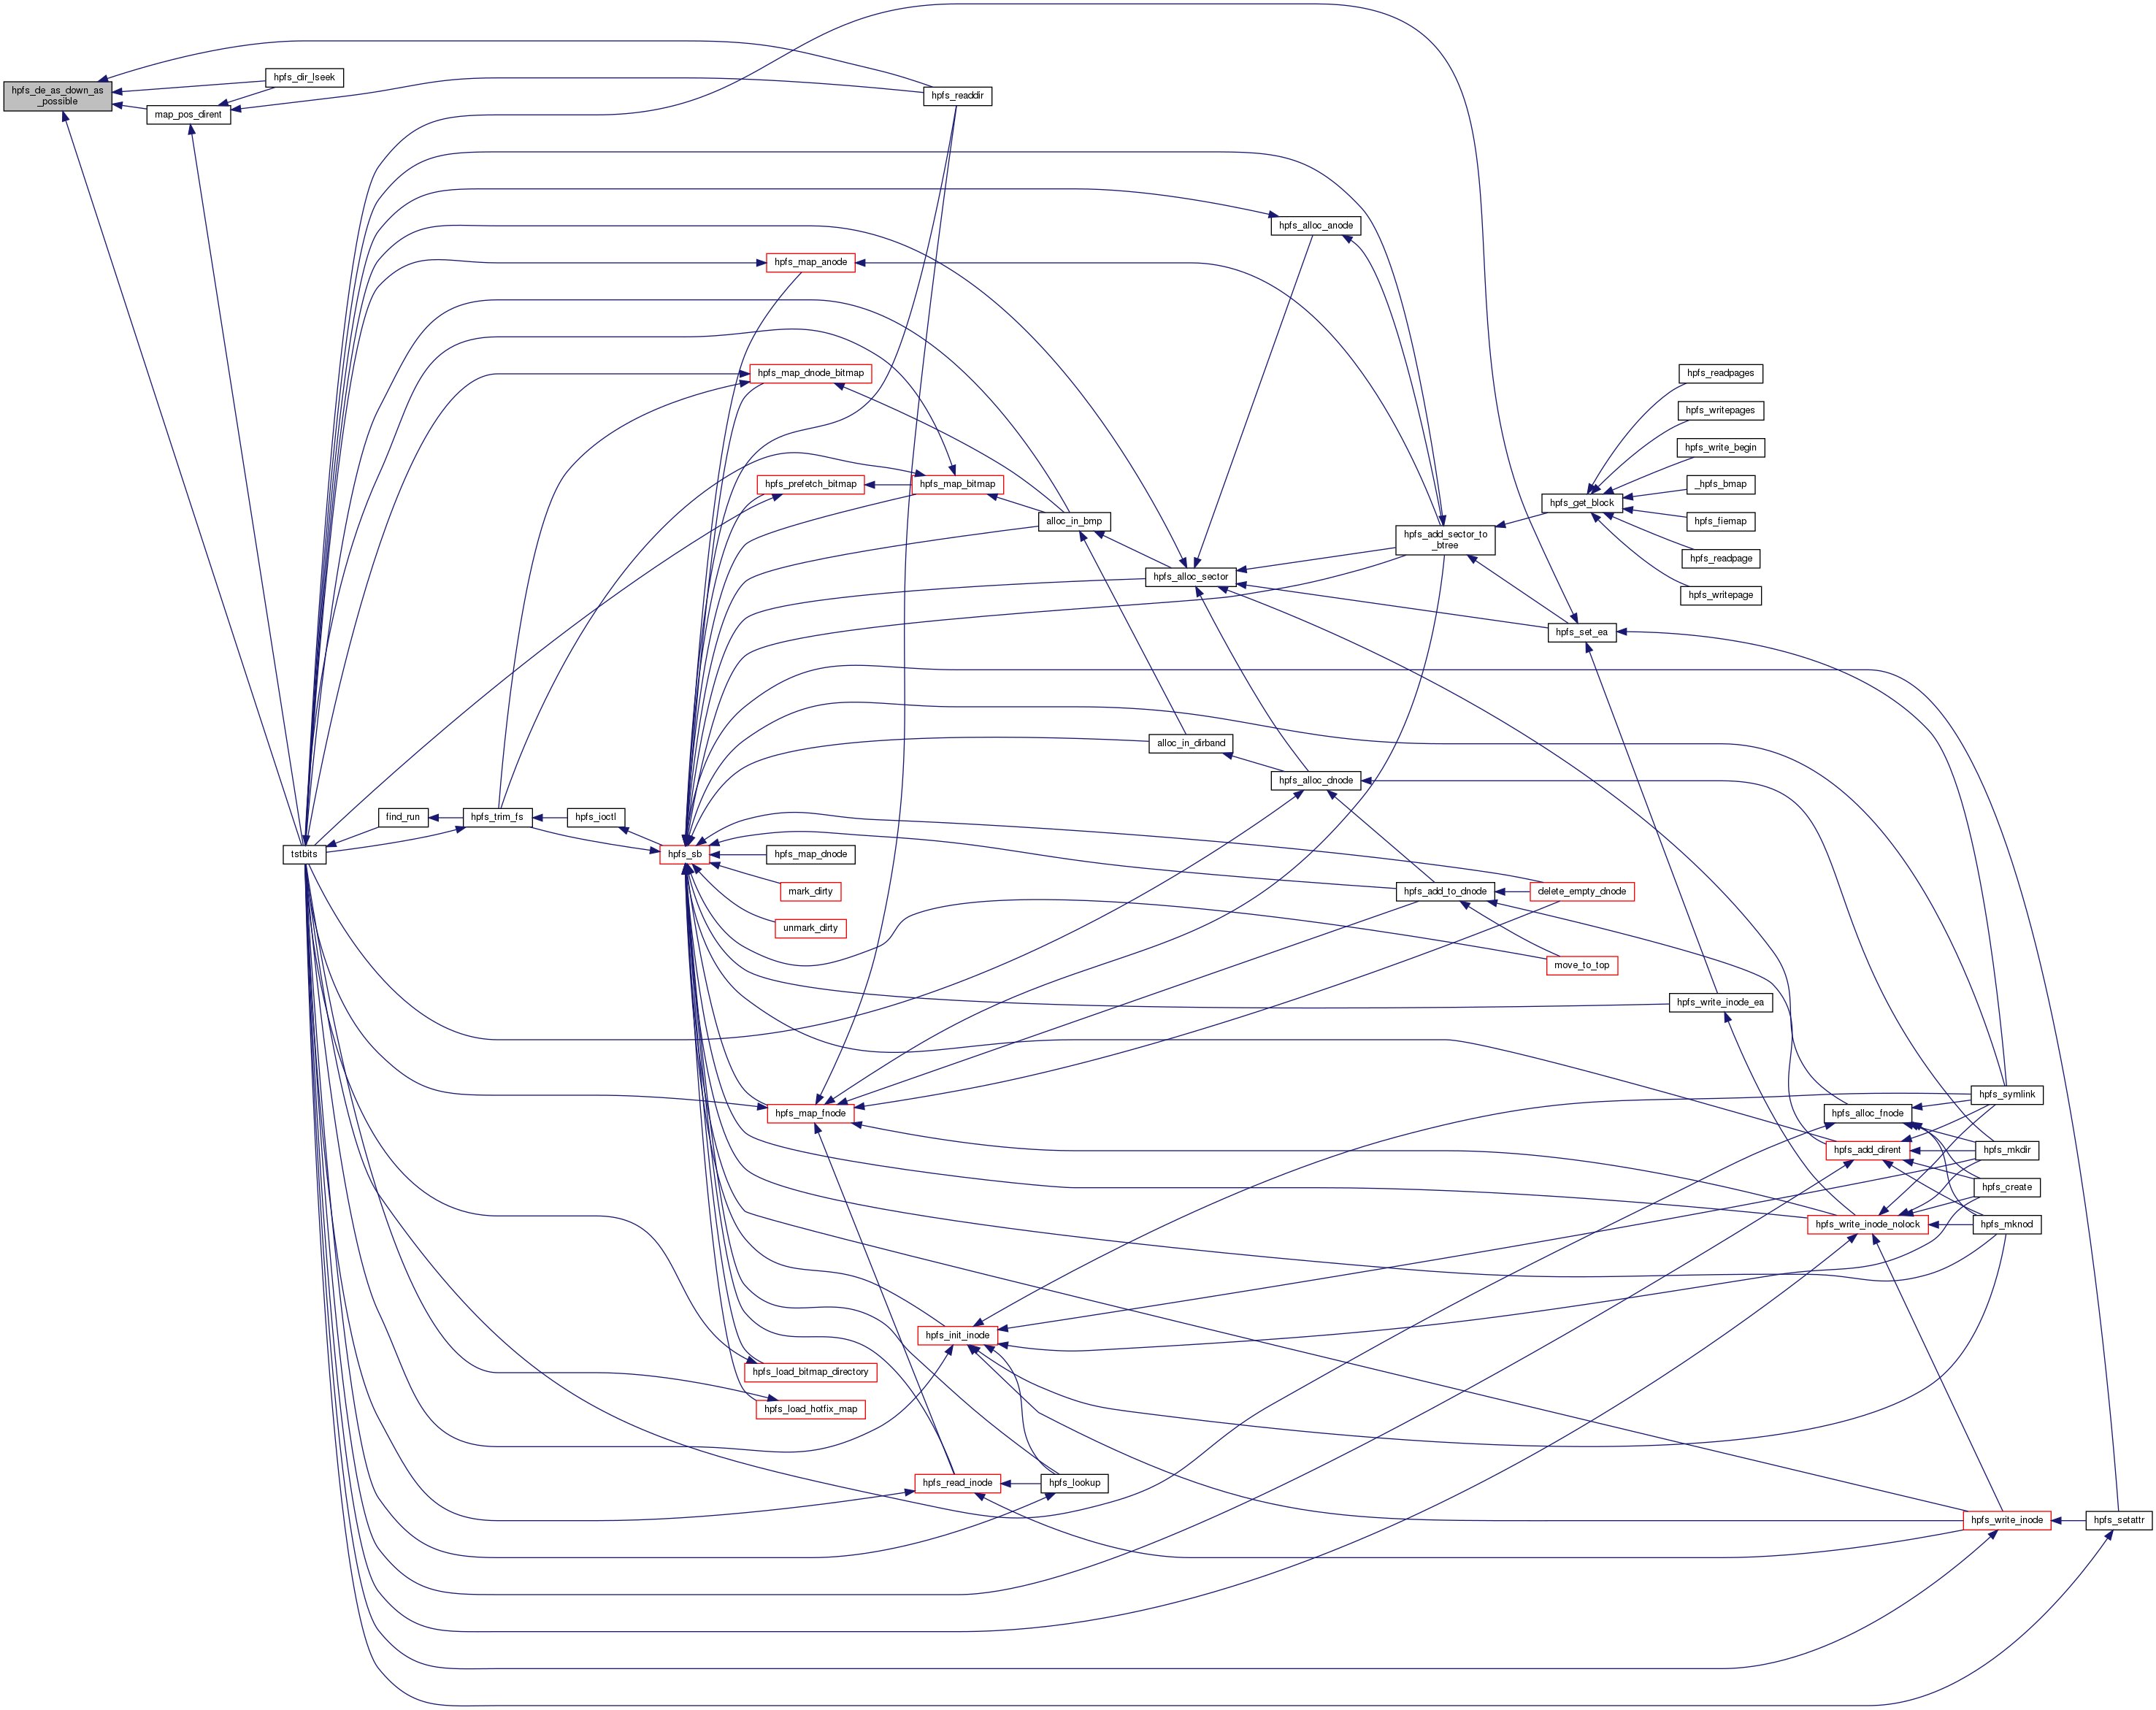 hpfs_de_as_down_as
_possible
hpfs_dir_lseek
map_pos_dirent
hpfs_readdir
hpfs_alloc_anode
hpfs_map_anode
hpfs_map_dnode_bitmap
hpfs_readpages
hpfs_writepages
hpfs_write_begin
hpfs_prefetch_bitmap
hpfs_map_bitmap
_hpfs_bmap
hpfs_get_block
alloc_in_bmp
hpfs_fiemap
hpfs_add_sector_to
_btree
hpfs_readpage
hpfs_alloc_sector
hpfs_writepage
hpfs_set_ea
alloc_in_dirband
hpfs_alloc_dnode
find_run
hpfs_trim_fs
hpfs_ioctl
tstbits
hpfs_sb
hpfs_map_dnode
mark_dirty
hpfs_add_to_dnode
delete_empty_dnode
unmark_dirty
move_to_top
hpfs_write_inode_ea
hpfs_symlink
hpfs_map_fnode
hpfs_alloc_fnode
hpfs_add_dirent
hpfs_mkdir
hpfs_create
hpfs_write_inode_nolock
hpfs_mknod
hpfs_init_inode
hpfs_load_bitmap_directory
hpfs_load_hotfix_map
hpfs_read_inode
hpfs_lookup
hpfs_write_inode
hpfs_setattr